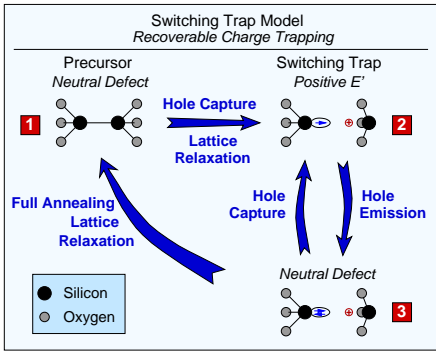 Switching Trap Model
Recoverable Charge Trapping
Precursor
Neutral Defect
Switching Trap
Positive E'
1
Hole Capture
Lattice
Relaxation
2
Full Annealing
Lattice
Relaxation
Hole
Capture
Hole
Emission
Neutral Defect
3
Silicon
Oxygen